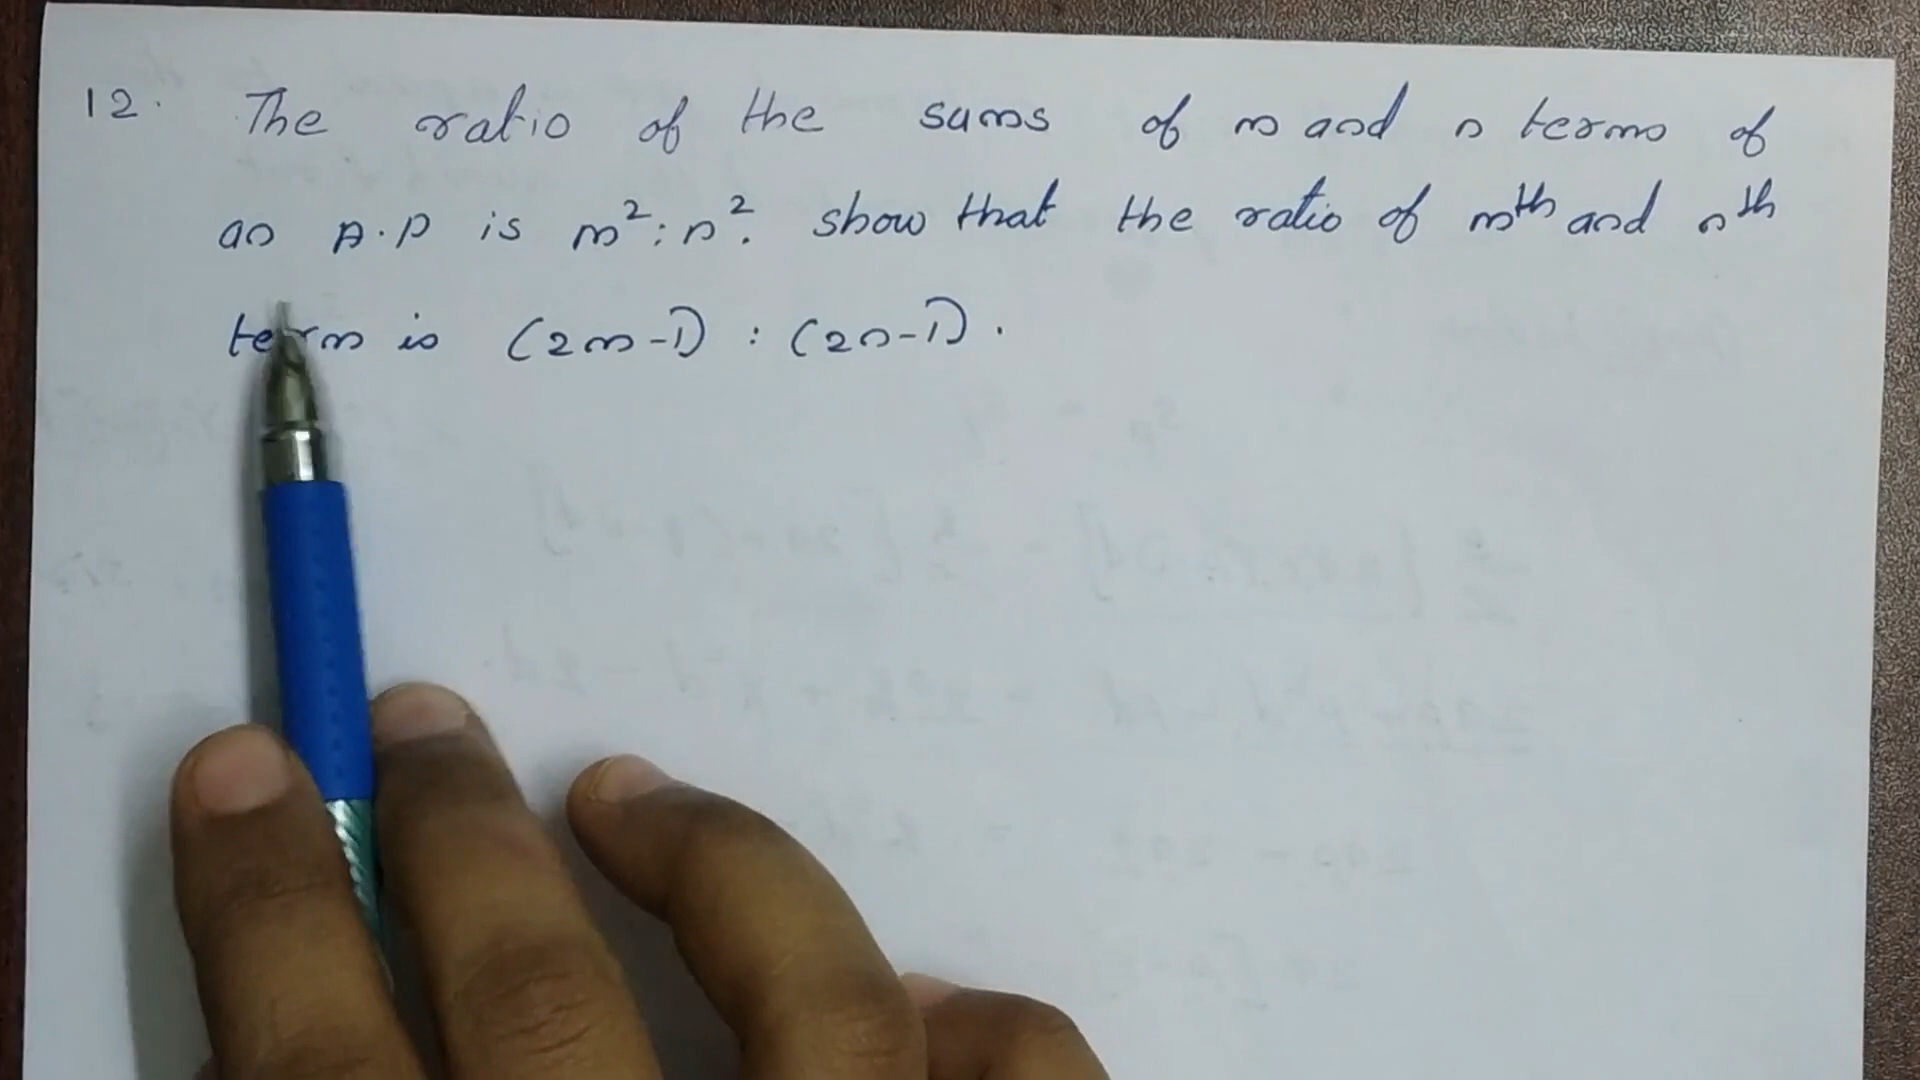 12. The ratio of the sums of m and n terms of
an A.P is m²:n². show that the ratio of mth and nth
term is (2m-1) : (2n-1).